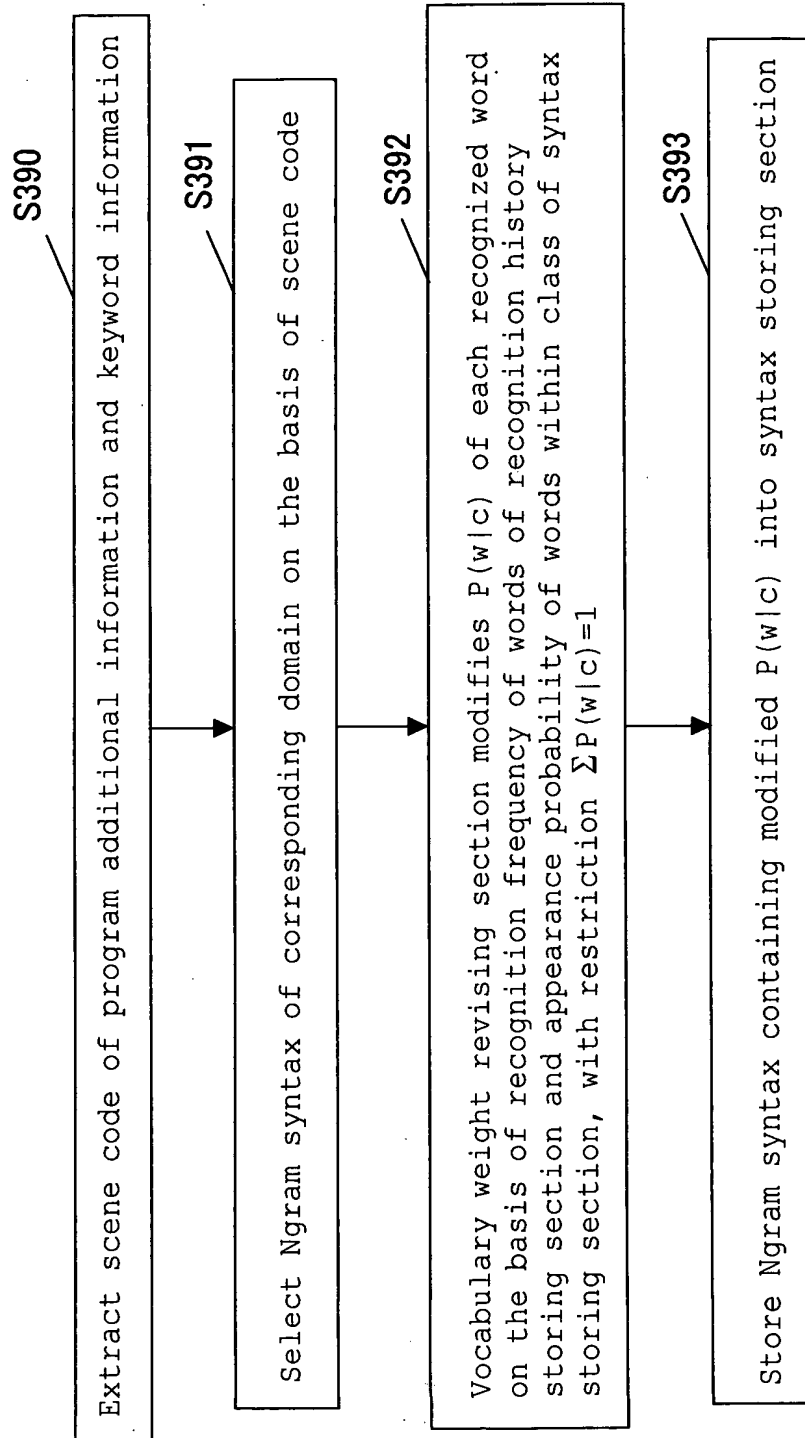 S390
Extract scene code of program additional information and keyword information
S391
Select Ngram syntax of corresponding domain on the basis of scene code
S392
Vocabulary weight revising section modifies P(w|c) of each recognized word
on the basis of recognition frequency of words of recognition history
storing section and appearance probability of words within class of syntax
storing section, with restriction ΣP(w|c)=1
S393
Store Ngram syntax containing modified P(w|c) into syntax storing section